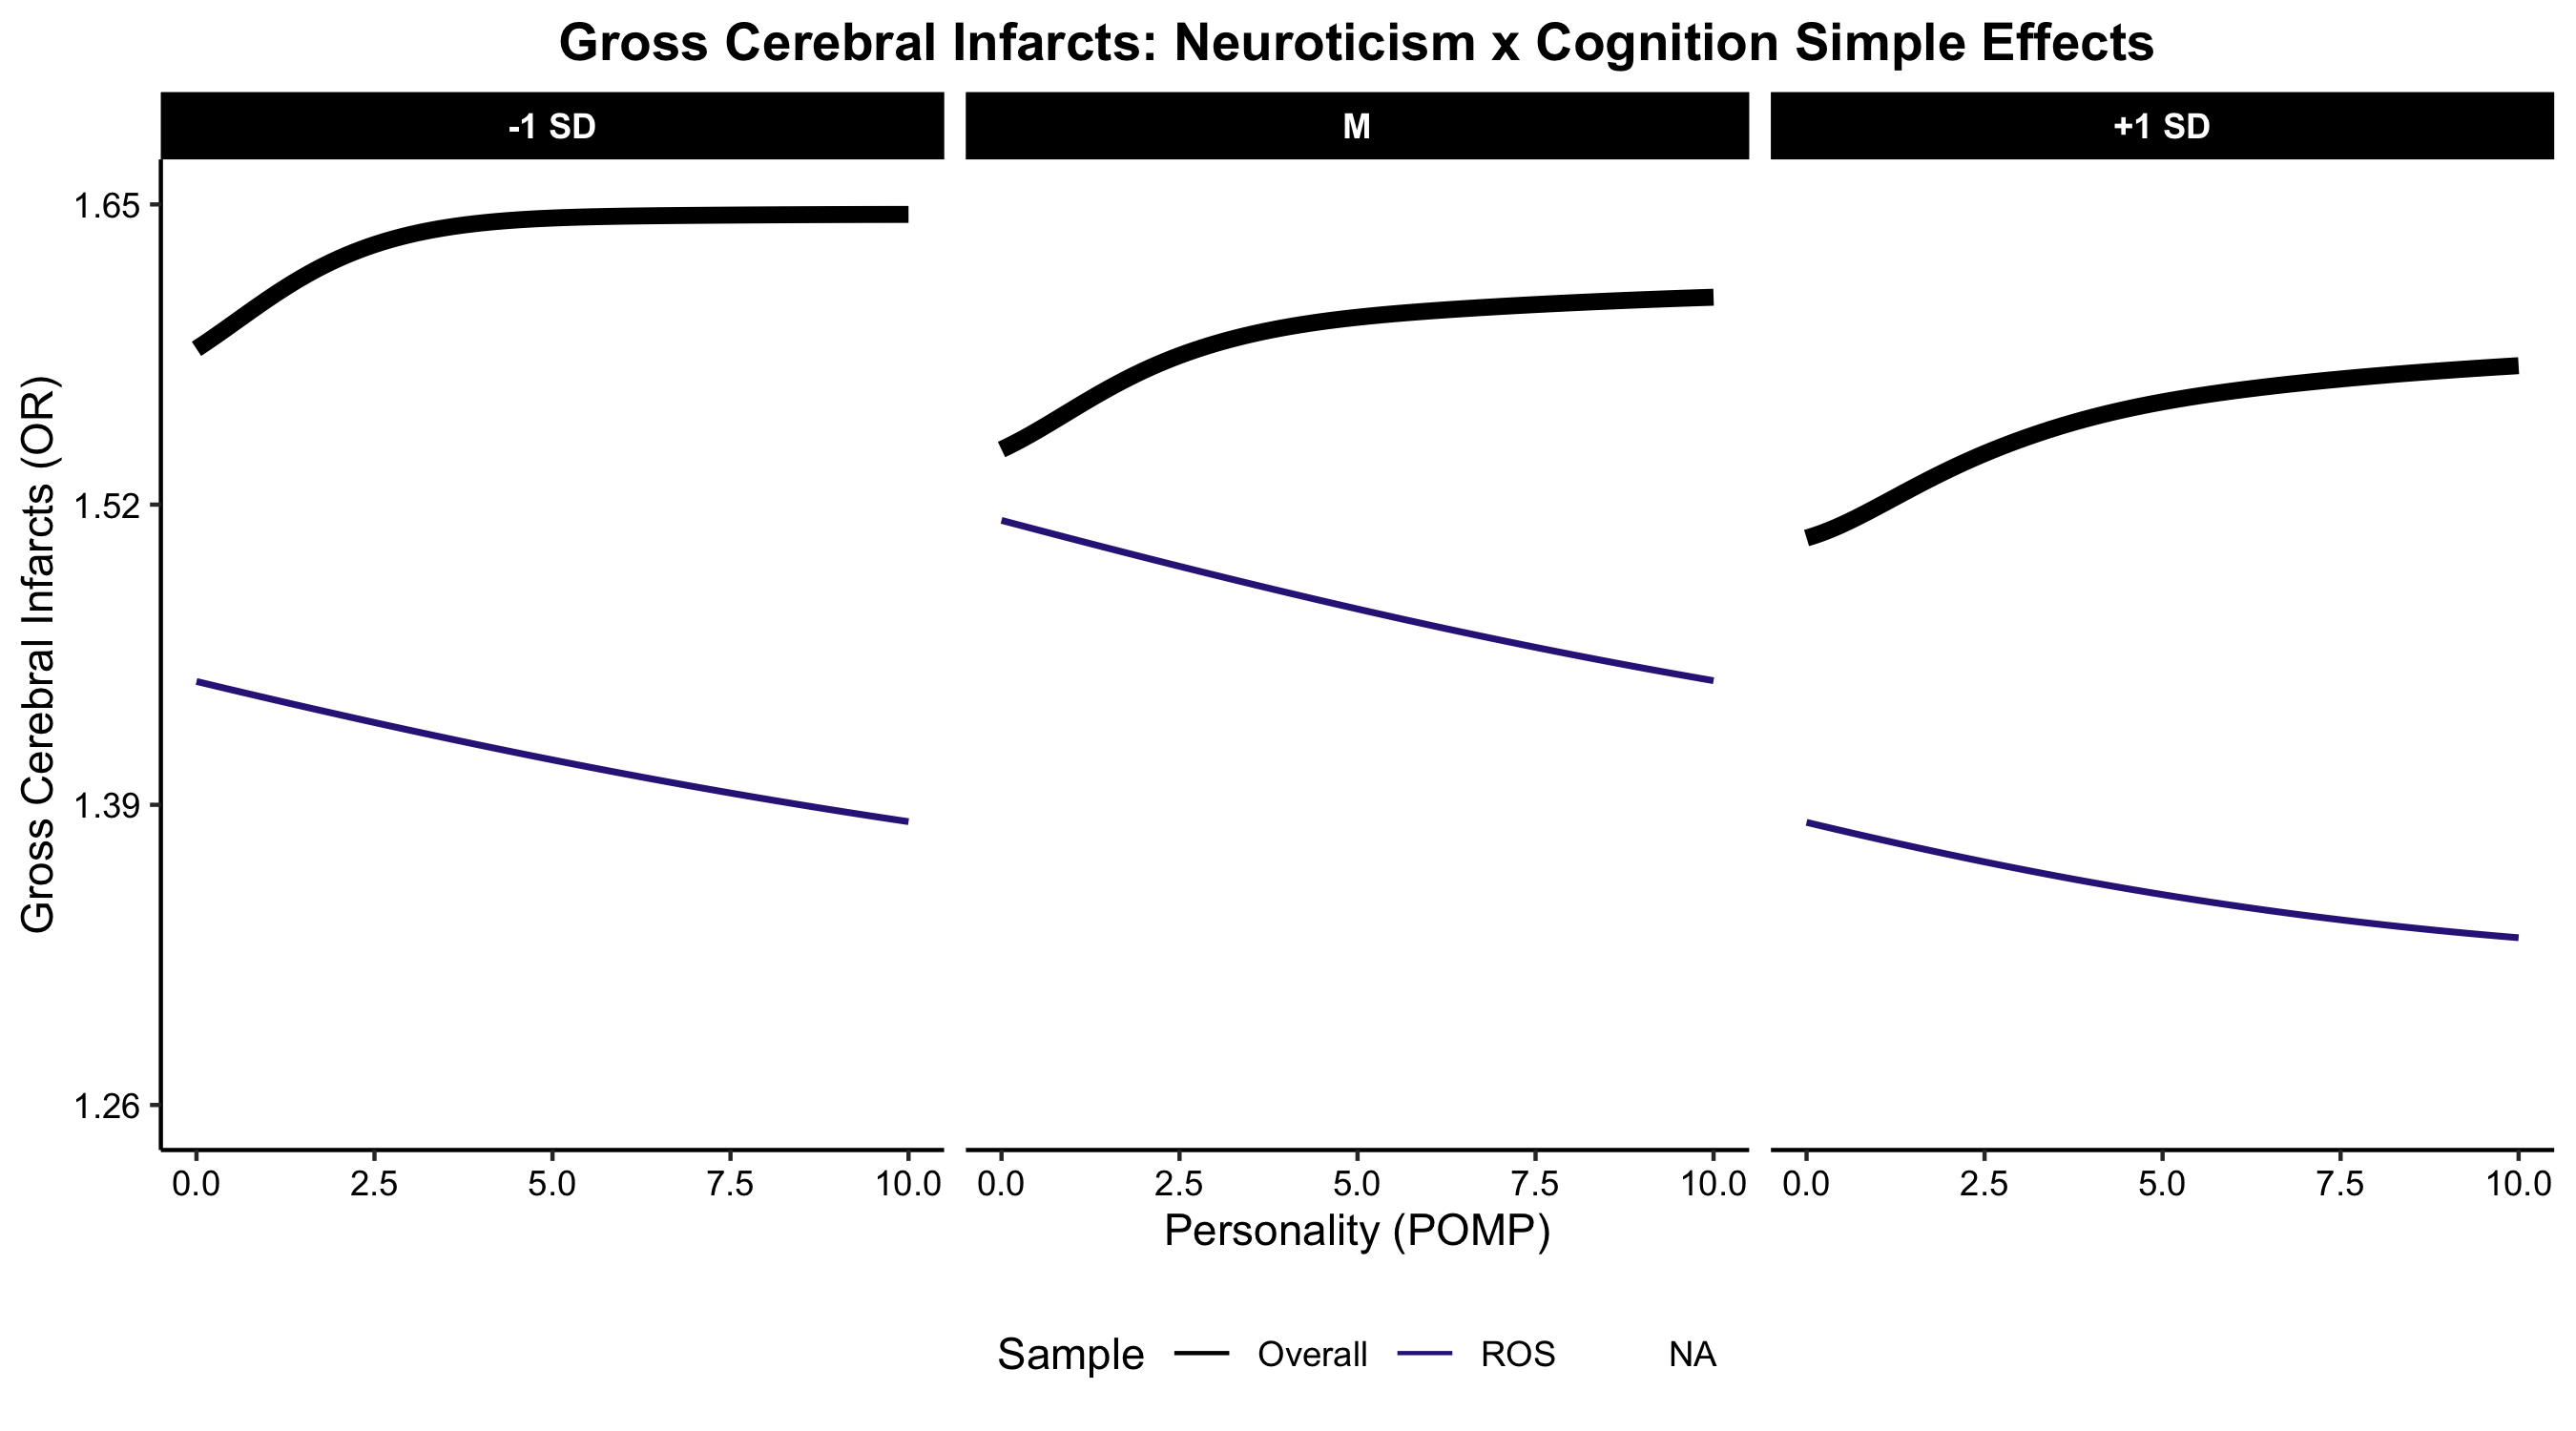 Gross Cerebral Infarcts: Neuroticism x Cognition Simple Effects
-1 SD M +1 SD
Gross Cerebral Infarcts (OR)
1.65
1.52
1.39
1.26
0.0 2.5 5.0 7.5 10.0 0.0 2.5 5.0 7.5 10.0 0.0 2.5 5.0 7.5 10.0
Personality (POMP)
Sample Overall ROS NA